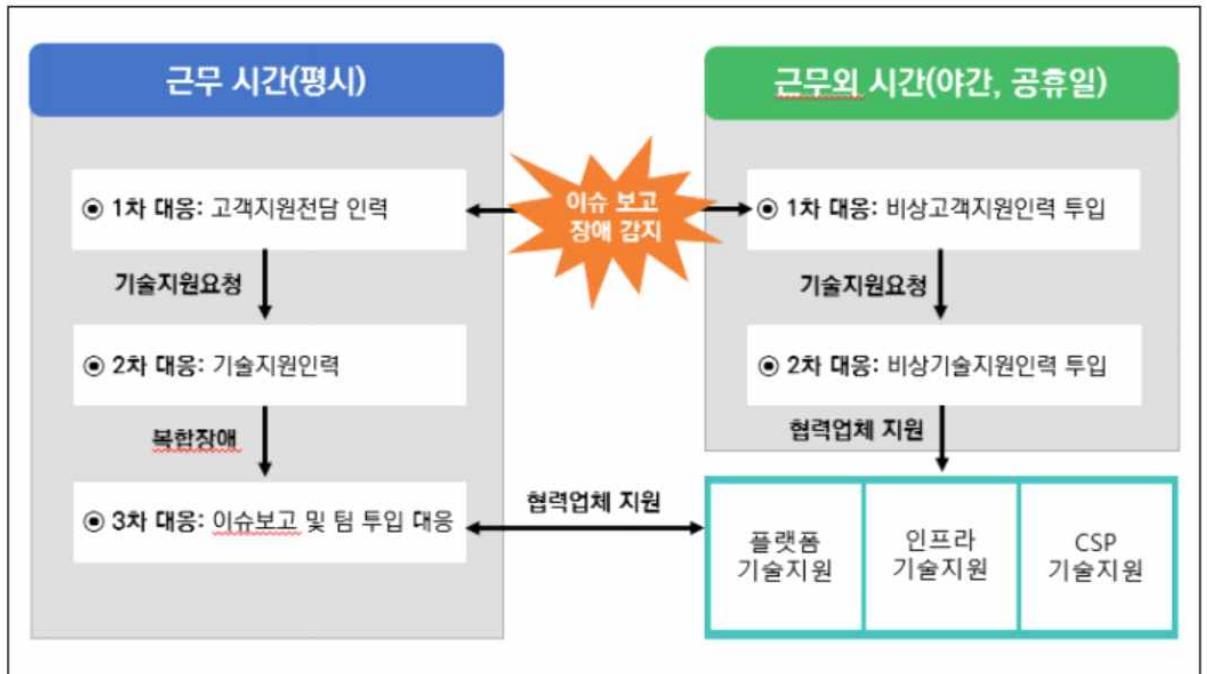 근무 시간(평시)
근무외 시간(야간, 공휴일)
이슈 보고
장애 감지
1차 대응: 고객지원전담 인력
기술지원요청
2차 대응: 기술지원인력
복합장애
3차 대응: 이슈보고 및 팀 투입 대응
1차 대응: 비상고객지원인력 투입
기술지원요청
2차 대응: 비상기술지원인력 투입
협력업체 지원
협력업체 지원
플랫폼
기술지원
인프라
기술지원
CSP
기술지원